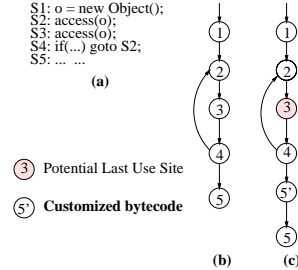 S1: o = new Object();
S2: access(o);
S3: access(o);
S4: if(...) goto S2;
S5: ... ...
(a)
3 Potential Last Use Site
5' Customized bytecode
1
2
3
4
5
(b)
1
2
3
4
5'
5
(c)